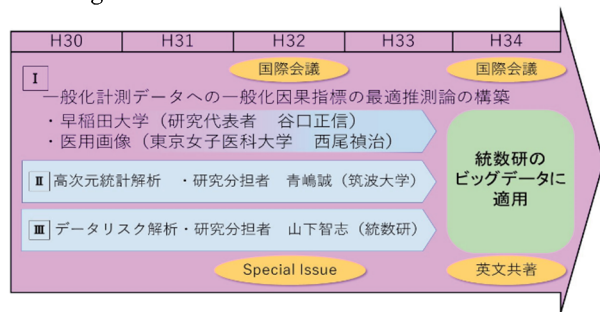 H30 H31 H32 H33 H34
国際会議 国際会議
I
一般化計測データへの一般化因果指標の最適推測論の構築
・早稲田大学（研究代表者　谷口正信）
・医用画像（東京女子医科大学　西尾禎治）
II 高次元統計解析　・研究分担者　青嶋誠（筑波大学）
III データリスク解析・研究分担者　山下智志（統数研）
統数研の
ビッグデータに
適用
Special Issue 英文共著